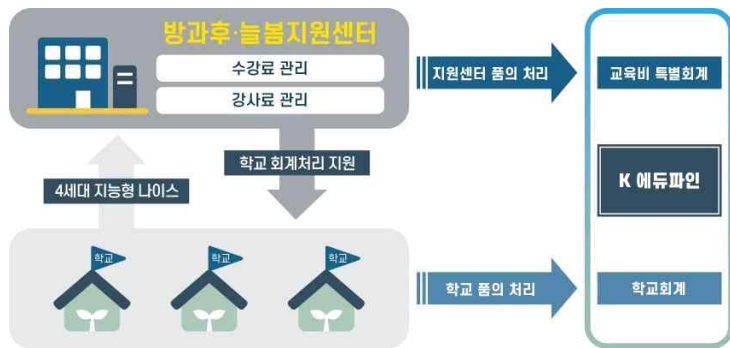 방과후·늘봄지원센터
수강료 관리
강사료 관리
지원센터 품의 처리
교육비 특별회계
학교 회계처리 지원
4세대 지능형 나이스
K 에듀파인
학교
학교
학교
학교 품의 처리
학교회계